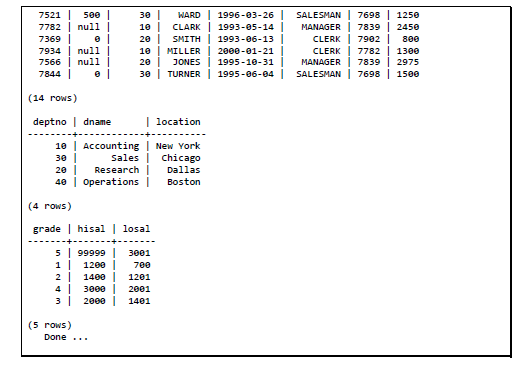 7521 | 500 | 30 | WARD | 1996-03-26 | SALESMAN | 7698 | 1250
7782 | null | 10 | CLARK | 1993-05-14 | MANAGER | 7839 | 2450
7369 | 0 | 20 | SMITH | 1993-06-13 | CLERK | 7902 | 800
7934 | null | 10 | MILLER | 2000-01-21 | CLERK | 7782 | 1300
7566 | null | 20 | JONES | 1995-10-31 | MANAGER | 7839 | 2975
7844 | 0 | 30 | TURNER | 1995-06-04 | SALESMAN | 7698 | 1500
(14 rows)
deptno | dname | location
--------+------------+----------
10 | Accounting | New York
30 | Sales | Chicago
20 | Research | Dallas
40 | Operations | Boston
(4 rows)
grade | hisal | losal
-------+-------+-------
5 | 99999 | 3001
1 | 1200 | 700
2 | 1400 | 1201
4 | 3000 | 2001
3 | 2000 | 1401
(5 rows)
Done ...